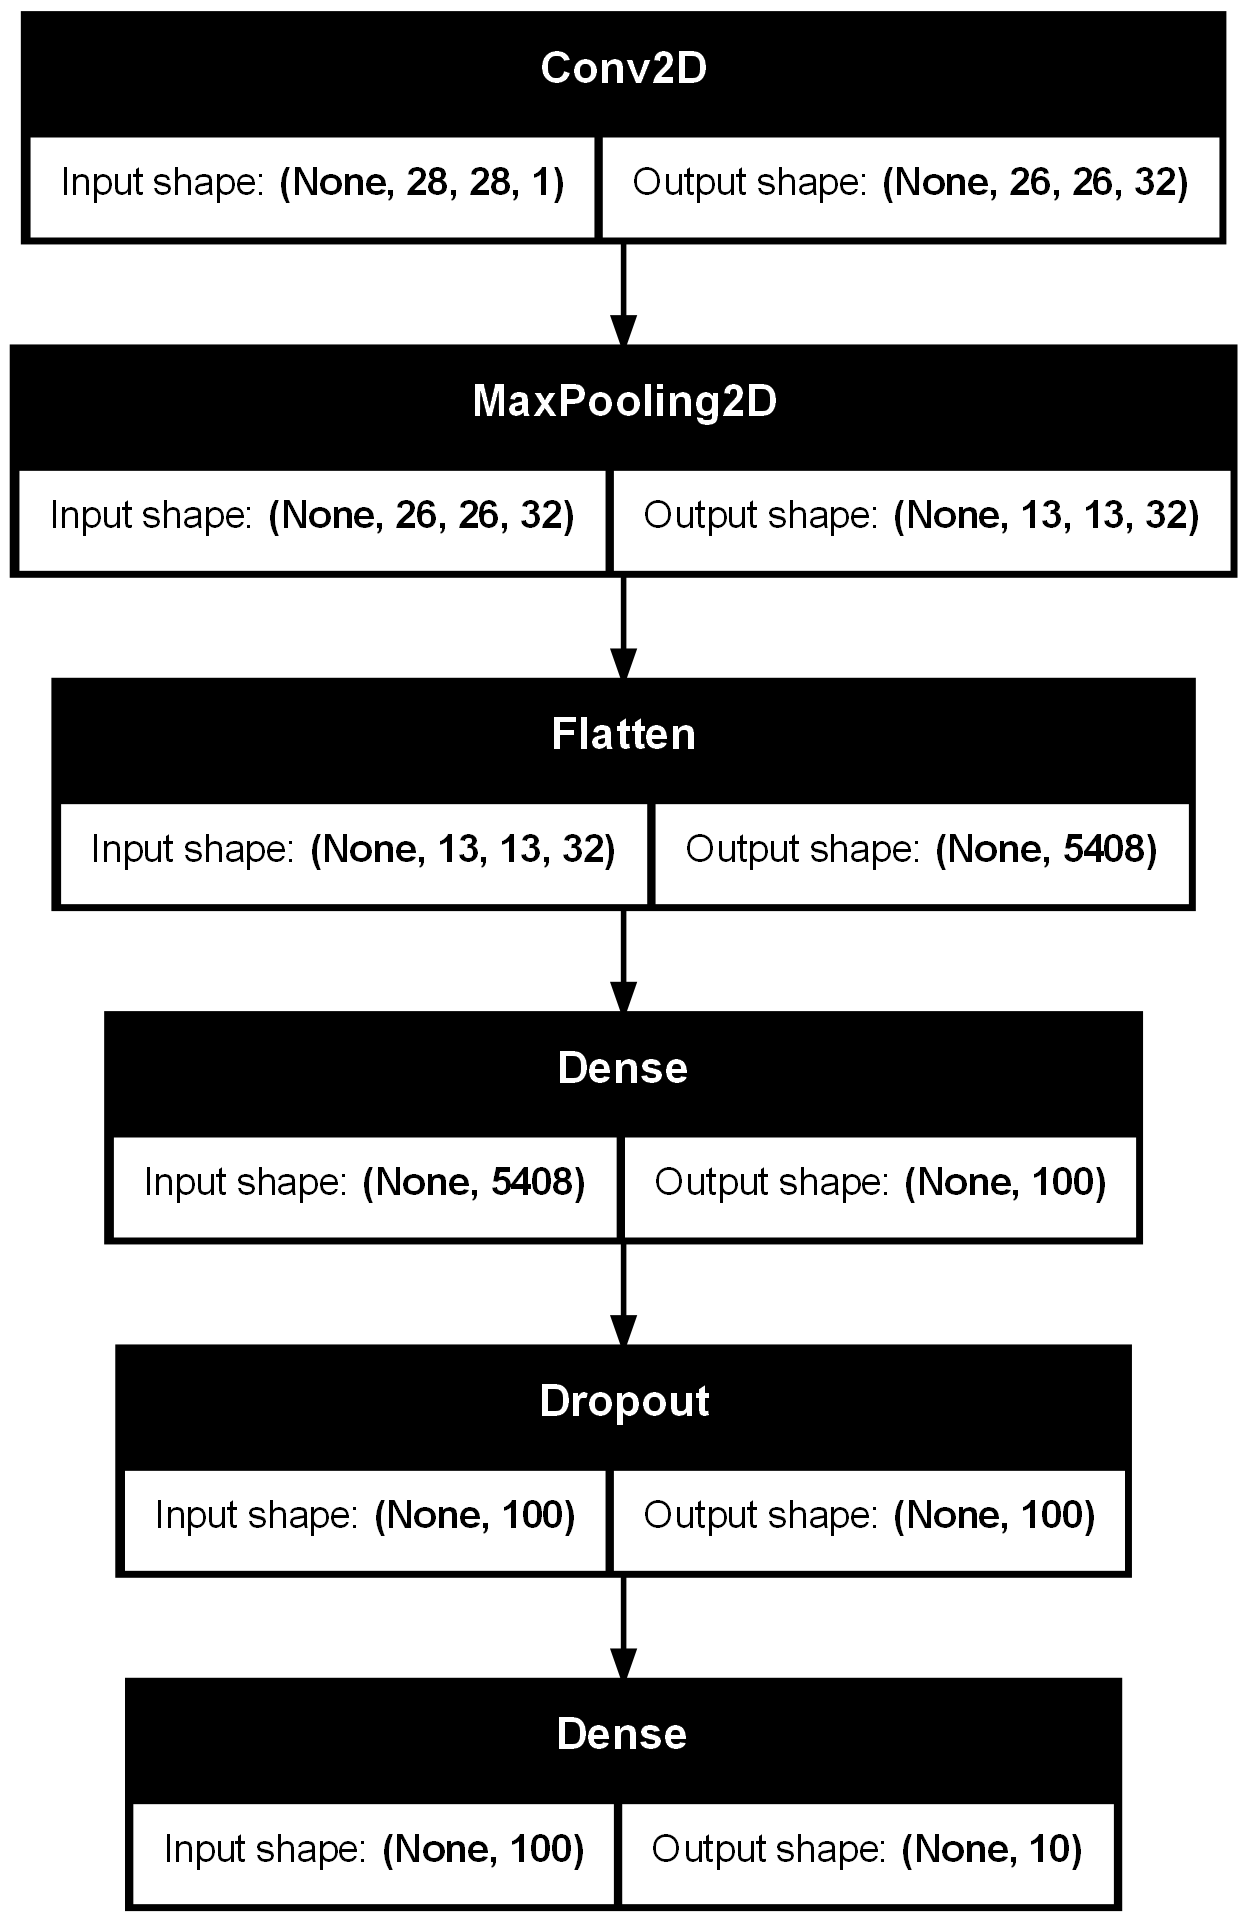 Conv2D
Input shape: (None, 28, 28, 1) Output shape: (None, 26, 26, 32)
MaxPooling2D
Input shape: (None, 26, 26, 32) Output shape: (None, 13, 13, 32)
Flatten
Input shape: (None, 13, 13, 32) Output shape: (None, 5408)
Dense
Input shape: (None, 5408) Output shape: (None, 100)
Dropout
Input shape: (None, 100) Output shape: (None, 100)
Dense
Input shape: (None, 100) Output shape: (None, 10)